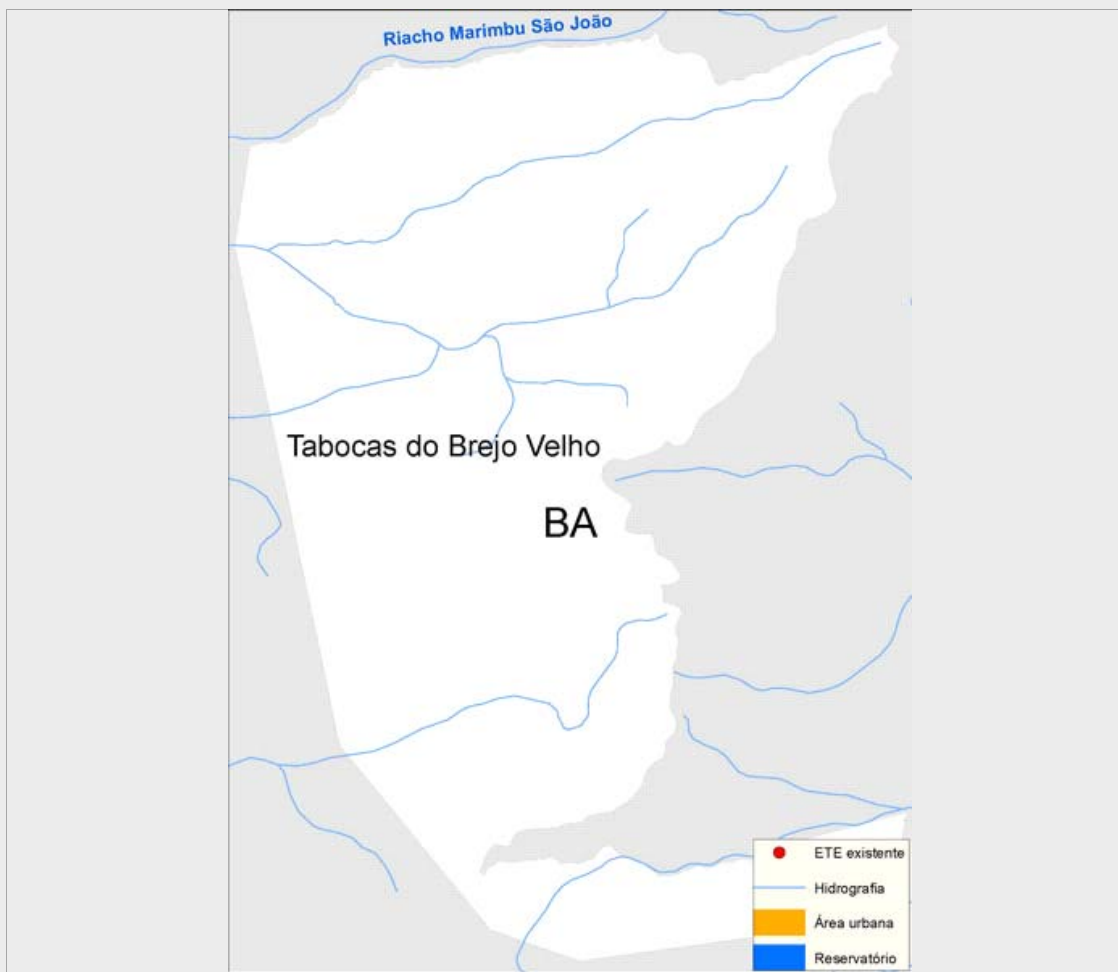 Riacho Marimbu São João
Tabocas do Brejo Velho
BA
ETE existente
Hidrografia
Área urbana
Reservatório